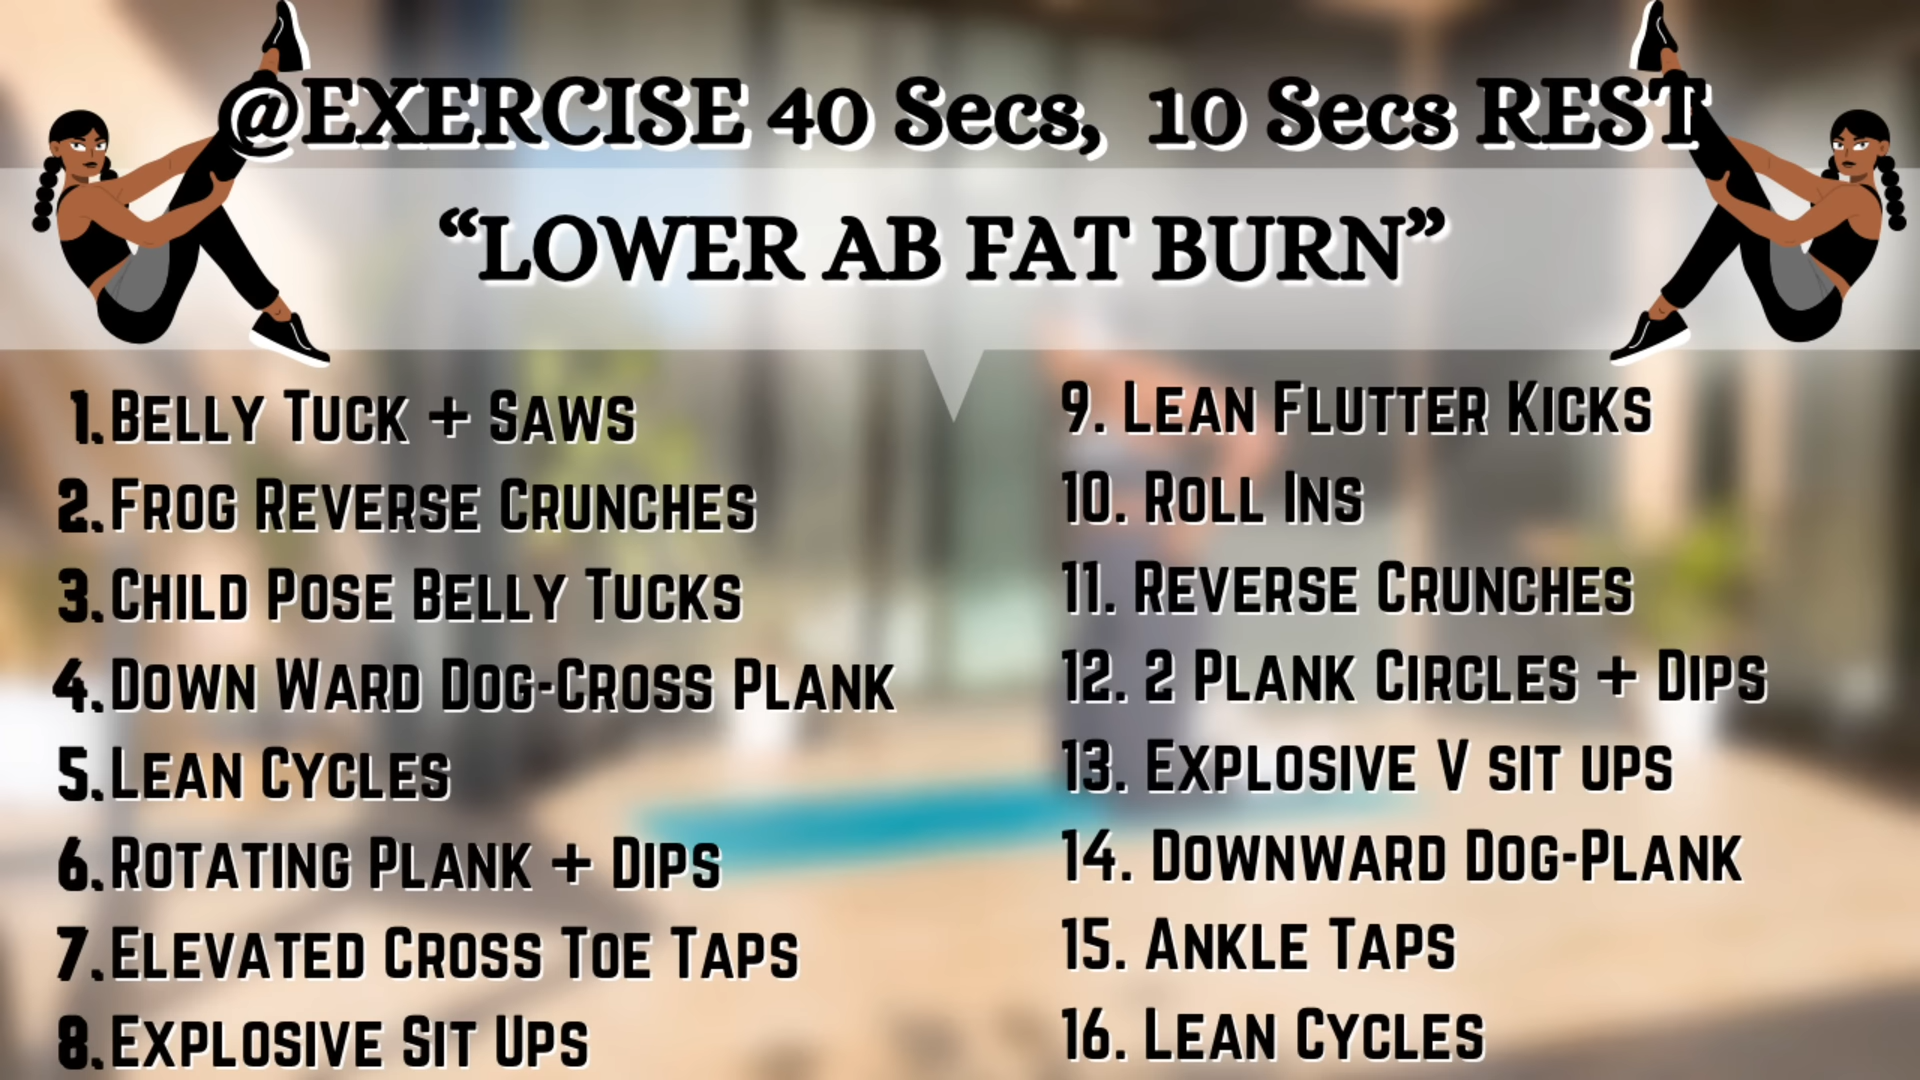 @EXERCISE 40 Secs, 10 Secs REST
“LOWER AB FAT BURN”
1. BELLY TUCK + SAWS
2. FROG REVERSE CRUNCHES
3. CHILD POSE BELLY TUCKS
4. DOWN WARD DOG-CROSS PLANK
5. LEAN CYCLES
6. ROTATING PLANK + DIPS
7. ELEVATED CROSS TOE TAPS
8. EXPLOSIVE SIT UPS
9. LEAN FLUTTER KICKS
10. ROLL INS
11. REVERSE CRUNCHES
12. 2 PLANK CIRCLES + DIPS
13. EXPLOSIVE V SIT UPS
14. DOWNWARD DOG-PLANK
15. ANKLE TAPS
16. LEAN CYCLES